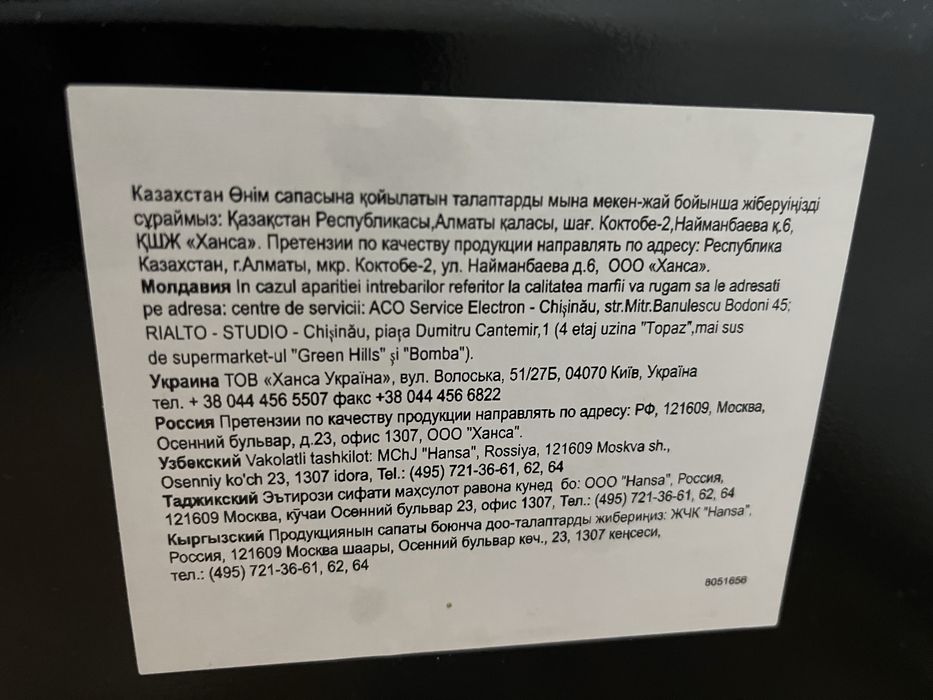 Казахстан Өнім сапасына қойылатын талаптарды мына мекен-жай бойынша жіберуіңізді
сұраймыз: Қазақстан Республикасы,Алматы қаласы, шағ. Коктобе-2,Найманбаева қ.6,
ҚШЖ «Ханса». Претензии по качеству продукции направлять по адресу: Республика
Казахстан, г.Алматы, мкр. Коктобе-2, ул. Найманбаева д.6, ООО «Ханса».
Молдавия In cazul aparitiei intrebarilor referitor la calitatea marfii va rugam sa le adresati
pe adresa: centre de servicii: ACO Service Electron - Chișinău, str.Mitr.Banulescu Bodoni 45;
RIALTO - STUDIO - Chișinău, piața Dumitru Cantemir,1 (4 etaj uzina "Topaz",mai sus
de supermarket-ul "Green Hills" și "Bomba").
Украина ТОВ «Ханса Україна», вул. Волоська, 51/27Б, 04070 Київ, Україна
тел. + 38 044 456 5507 факс +38 044 456 6822
Россия Претензии по качеству продукции направлять по адресу: РФ, 121609, Москва,
Осенний бульвар, д.23, офис 1307, ООО "Ханса".
Узбекский Vakolatli tashkilot: MChJ "Hansa", Rossiya, 121609 Moskva sh.,
Osenniy ko'ch 23, 1307 idora, Tel.: (495) 721-36-61, 62, 64
Таджикский Эътирози сифати маҳсулот равона кунед бо: ООО "Hansa", Россия,
121609 Москва, кӯчаи Осенний бульвар 23, офис 1307, Тел.: (495) 721-36-61, 62, 64
Кыргызский Продукциянын сапаты боюнча доо-талаптарды жибериңиз: ЖЧК "Hansa",
Россия, 121609 Москва шаары, Осенний бульвар көч., 23, 1307 кеңсеси,
тел.: (495) 721-36-61, 62, 64
8051656